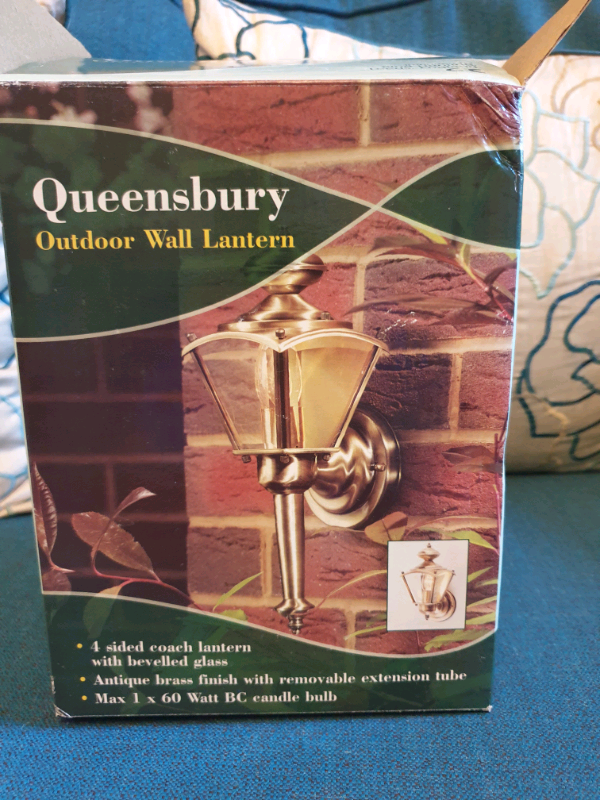 Queensbury
Outdoor Wall Lantern
• 4 sided coach lantern
with bevelled glass
• Antique brass finish with removable extension tube
• Max 1 x 60 Watt BC candle bulb